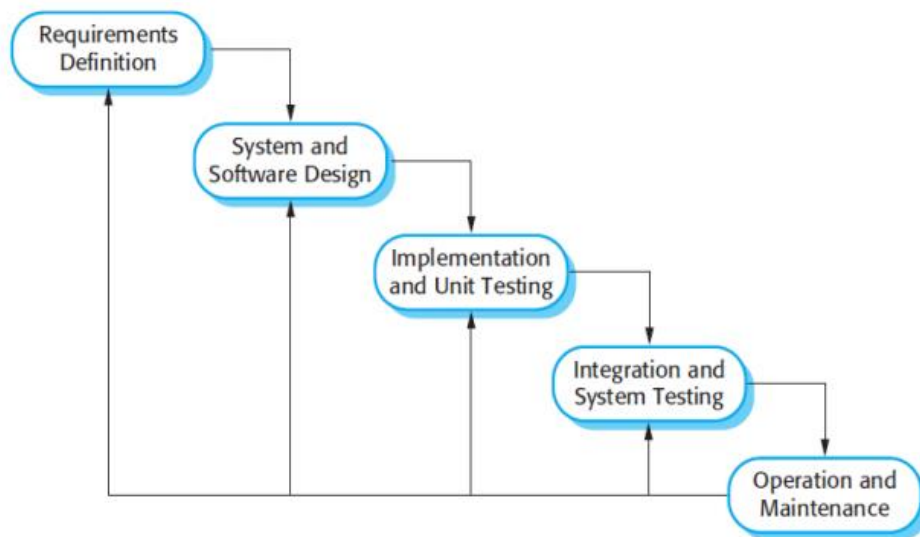 Requirements
Definition
System and
Software Design
Implementation
and Unit Testing
Integration and
System Testing
Operation and
Maintenance